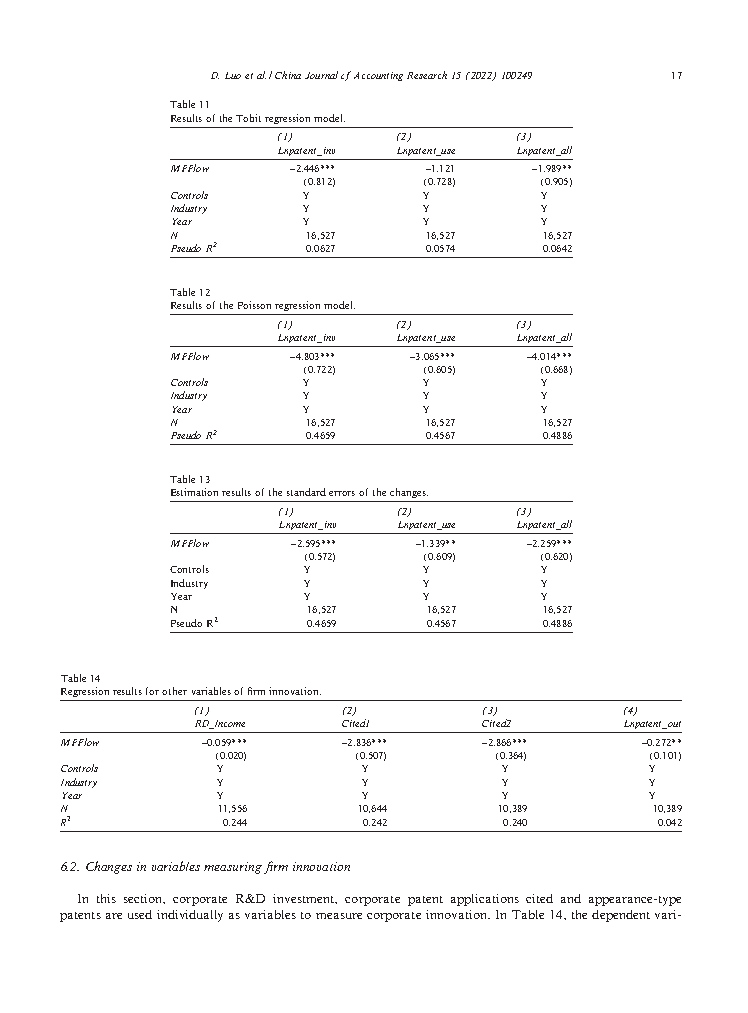 D. Luo et al. / China Journal of Accounting Research 15 (2022) 100249 17
Table 11
Results of the Tobit regression model.
(1) (2) (3)
Lnpatent_inv Lnpatent_use Lnpatent_all
MFFlow –2.446*** –1.121 –1.989**
(0.812) (0.728) (0.905)
Controls Y Y Y
Industry Y Y Y
Year Y Y Y
N 16,527 16,527 16,527
Pseudo R² 0.0627 0.0574 0.0642
Table 12
Results of the Poisson regression model.
(1) (2) (3)
Lnpatent_inv Lnpatent_use Lnpatent_all
MFFlow –4.803*** –3.065*** –4.014***
(0.722) (0.605) (0.668)
Controls Y Y Y
Industry Y Y Y
Year Y Y Y
N 16,527 16,527 16,527
Pseudo R² 0.4659 0.4567 0.4886
Table 13
Estimation results of the standard errors of the changes.
(1) (2) (3)
Lnpatent_inv Lnpatent_use Lnpatent_all
MFFlow –2.595*** –1.339** –2.259***
(0.572) (0.609) (0.620)
Controls Y Y Y
Industry Y Y Y
Year Y Y Y
N 16,527 16,527 16,527
Pseudo R² 0.4659 0.4567 0.4886
Table 14
Regression results for other variables of firm innovation.
(1) (2) (3) (4)
RD_Income Cited1 Cited2 Lnpatent_out
MFFlow –0.059*** –2.836*** –2.866*** –0.272**
(0.020) (0.507) (0.364) (0.101)
Controls Y Y Y Y
Industry Y Y Y Y
Year Y Y Y Y
N 11,556 10,644 10,389 10,389
R² 0.244 0.242 0.240 0.042
6.2. Changes in variables measuring firm innovation
In this section, corporate R&D investment, corporate patent applications cited and appearance-type
patents are used individually as variables to measure corporate innovation. In Table 14, the dependent vari-